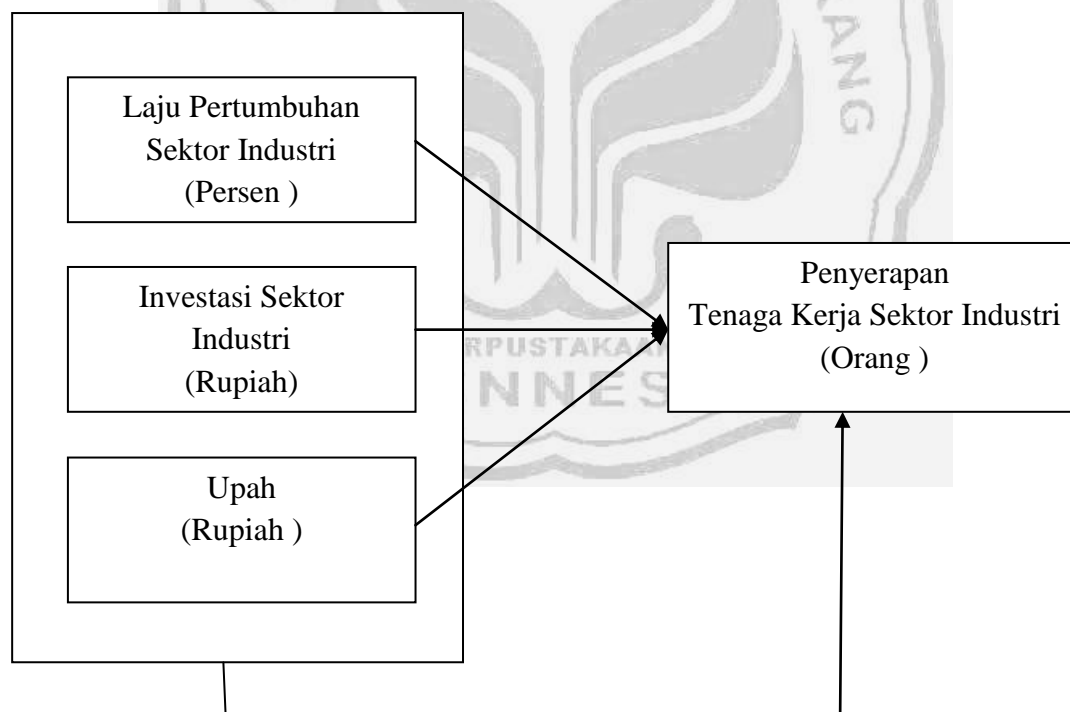 Laju Pertumbuhan
Sektor Industri
(Persen )
Investasi Sektor
Industri
(Rupiah)
Upah
(Rupiah )
Penyerapan
Tenaga Kerja Sektor Industri
(Orang )